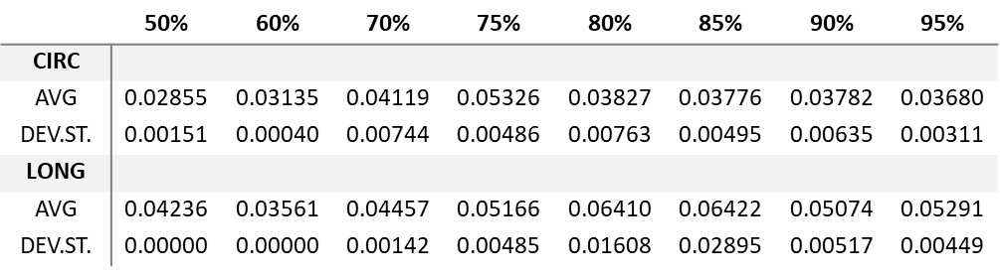 50% 60% 70% 75% 80% 85% 90% 95%
CIRC
AVG 0.02855 0.03135 0.04119 0.05326 0.03827 0.03776 0.03782 0.03680
DEV.ST. 0.00151 0.00040 0.00744 0.00486 0.00763 0.00495 0.00635 0.00311
LONG
AVG 0.04236 0.03561 0.04457 0.05166 0.06410 0.06422 0.05074 0.05291
DEV.ST. 0.00000 0.00000 0.00142 0.00485 0.01608 0.02895 0.00517 0.00449